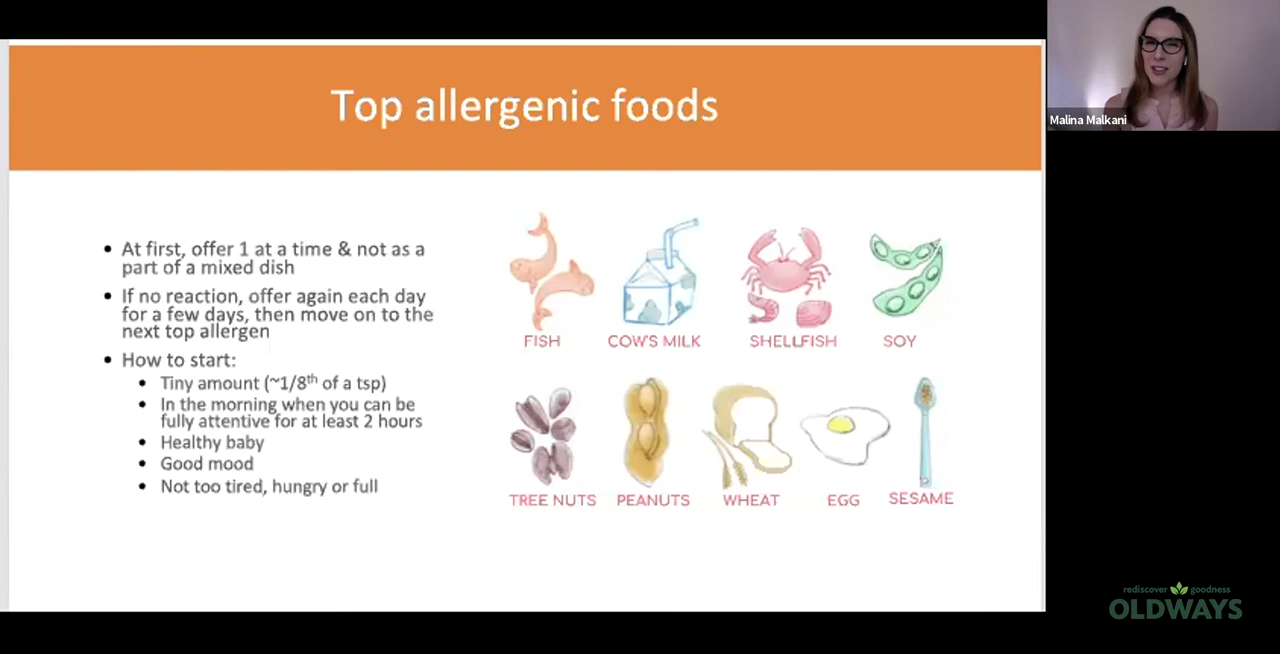 Top allergenic foods
Malina Malkani
• At first, offer 1 at a time & not as a
part of a mixed dish
• If no reaction, offer again each day
for a few days, then move on to the
next top allergen
• How to start:
• Tiny amount (~1/8th of a tsp)
• In the morning when you can be
fully attentive for at least 2 hours
• Healthy baby
• Good mood
• Not too tired, hungry or full
FISH COW'S MILK SHELLFISH SOY
TREE NUTS PEANUTS WHEAT EGG SESAME
rediscover goodness
OLDWAYS